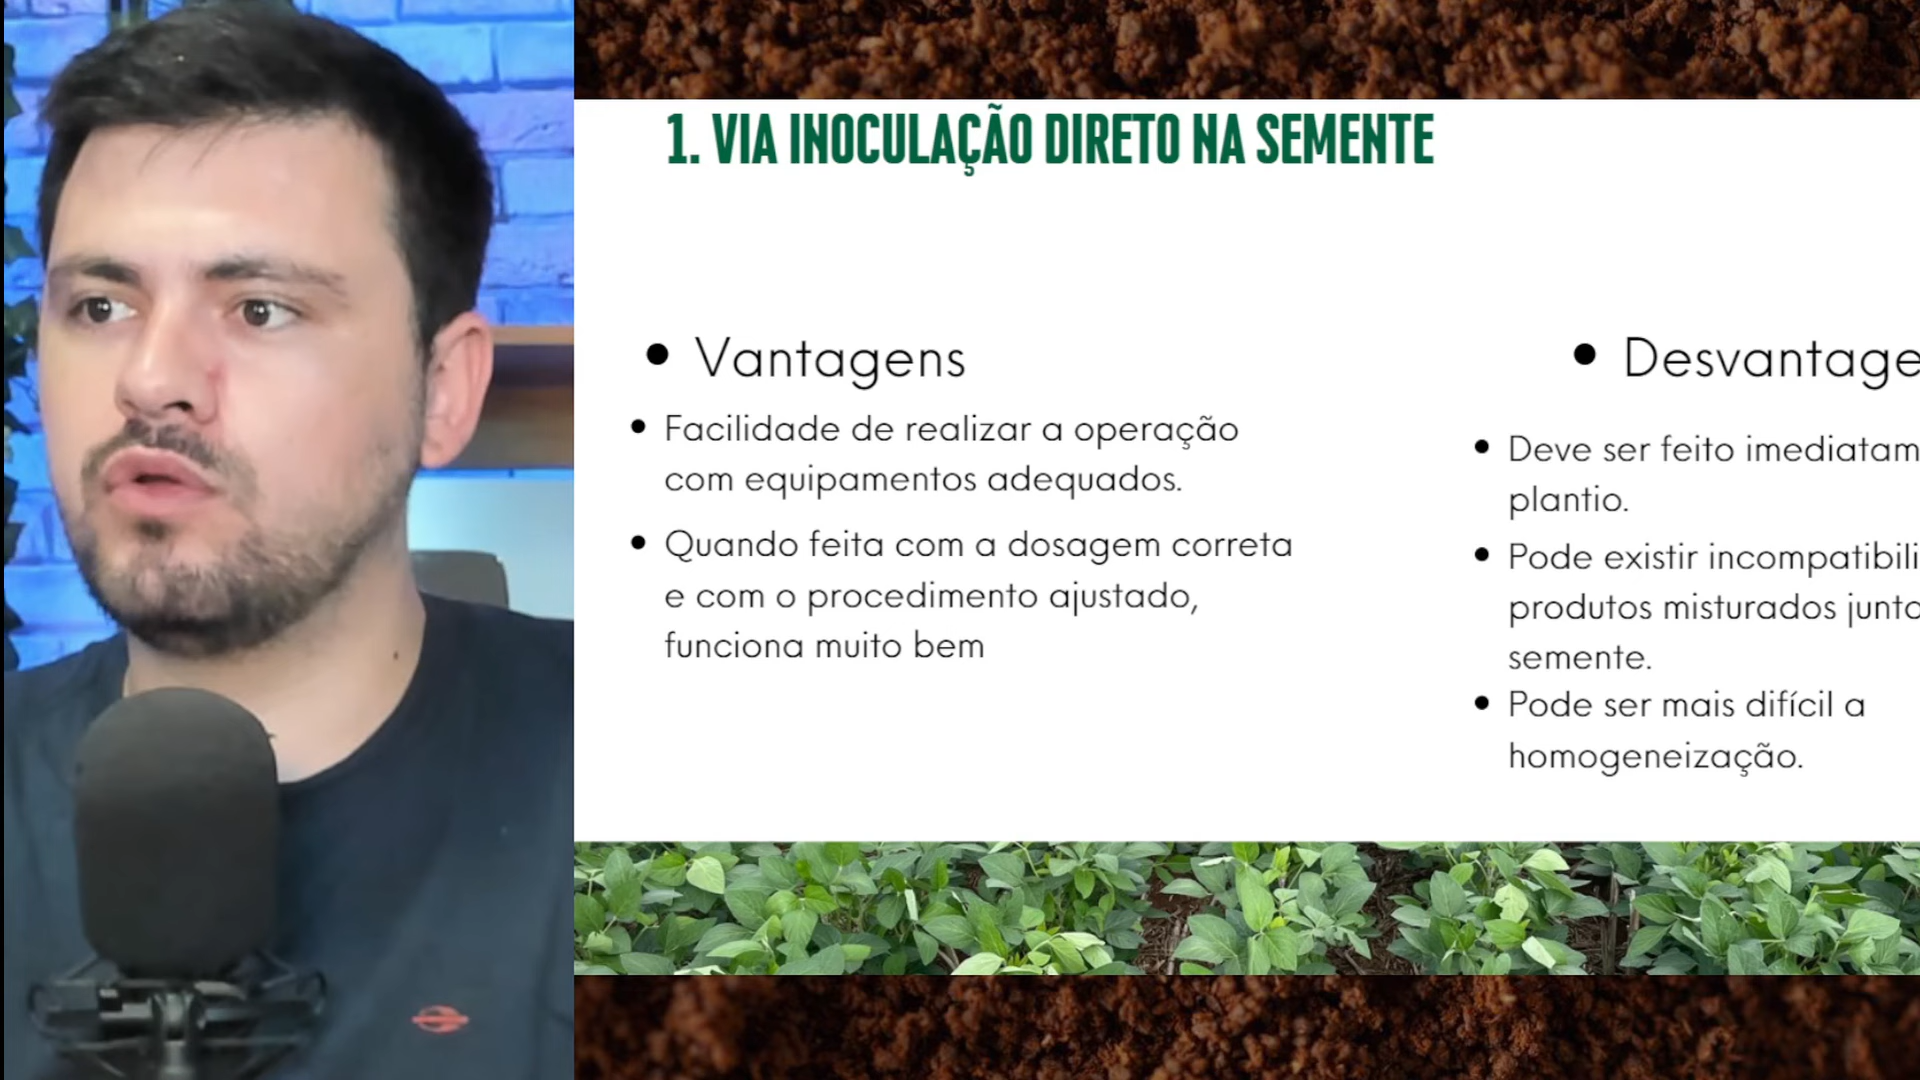 1. VIA INOCULAÇÃO DIRETO NA SEMENTE
• Vantagens
• Facilidade de realizar a operação
com equipamentos adequados.
• Quando feita com a dosagem correta
e com o procedimento ajustado,
funciona muito bem
• Desvantage
• Deve ser feito imediatam
plantio.
• Pode existir incompatibili
produtos misturados junto
semente.
• Pode ser mais difícil a
homogeneização.